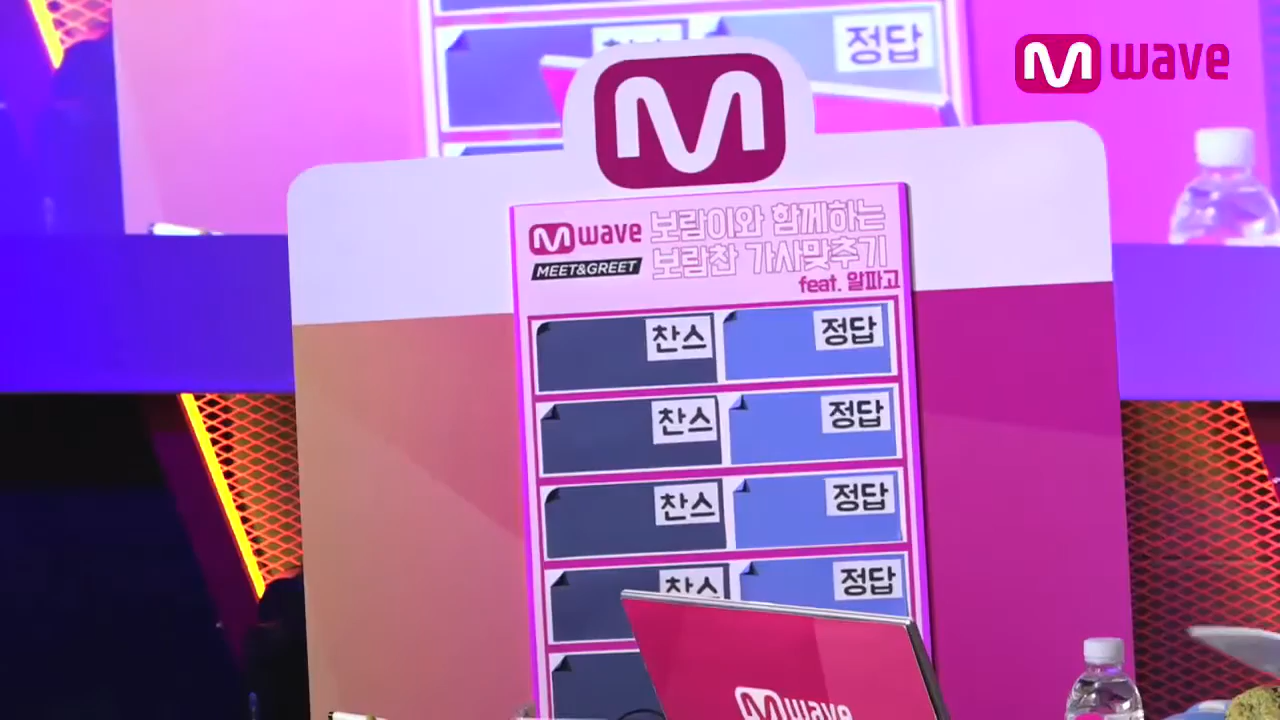 정답
M wave
M
M wave
MEET&GREET
보람이와 함께하는
보람찬 가사맞추기
feat. 알파고
찬스 정답
찬스 정답
찬스 정답
찬스 정답
M wave